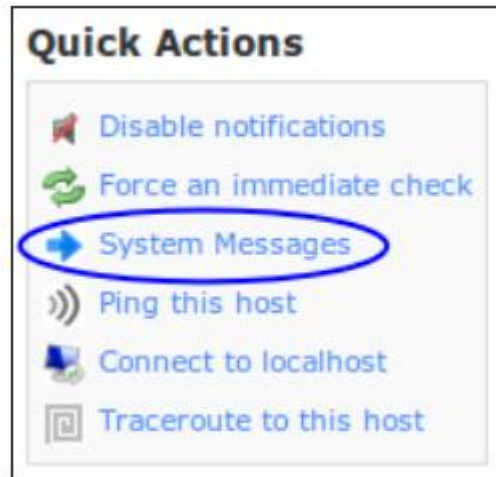 Quick Actions
Disable notifications
Force an immediate check
System Messages
Ping this host
Connect to localhost
Traceroute to this host